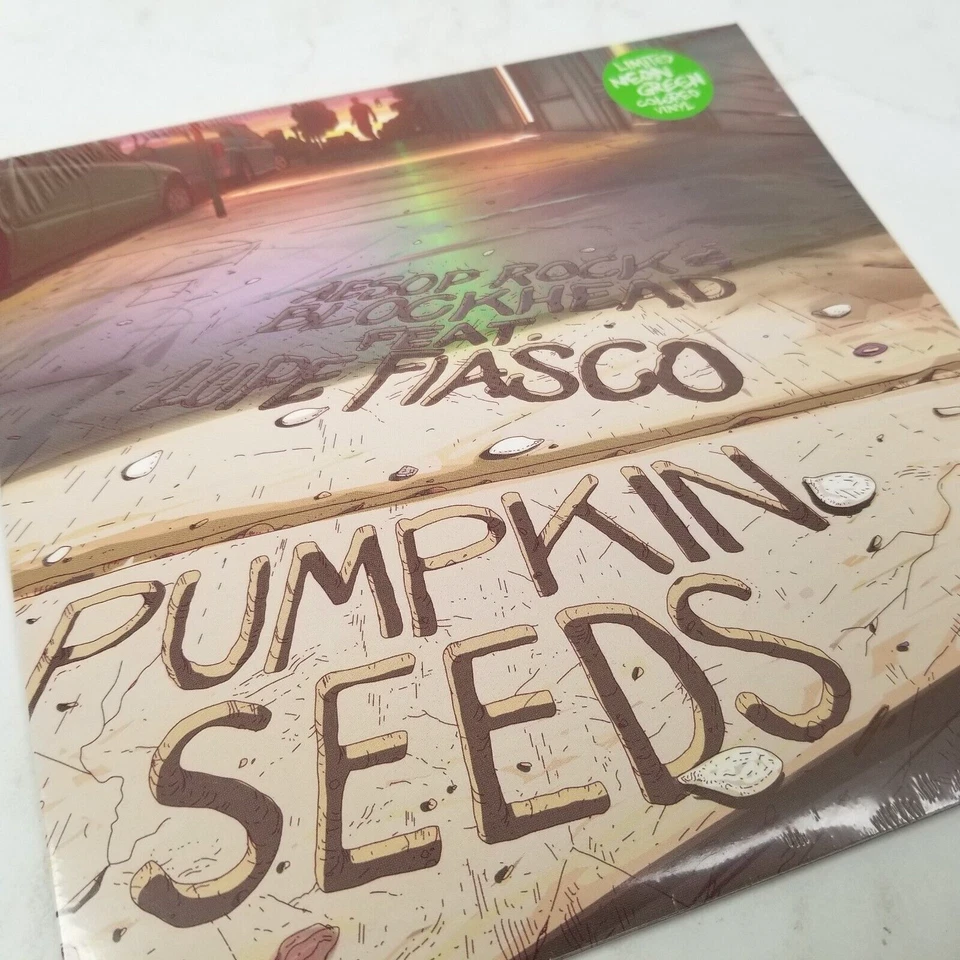 LIMITED
NEON
GREEN
COLORED
VINYL
AESOP ROCK &
BLOCKHEAD
FEAT.
LUPE FIASCO
PUMPKIN
SEEDS